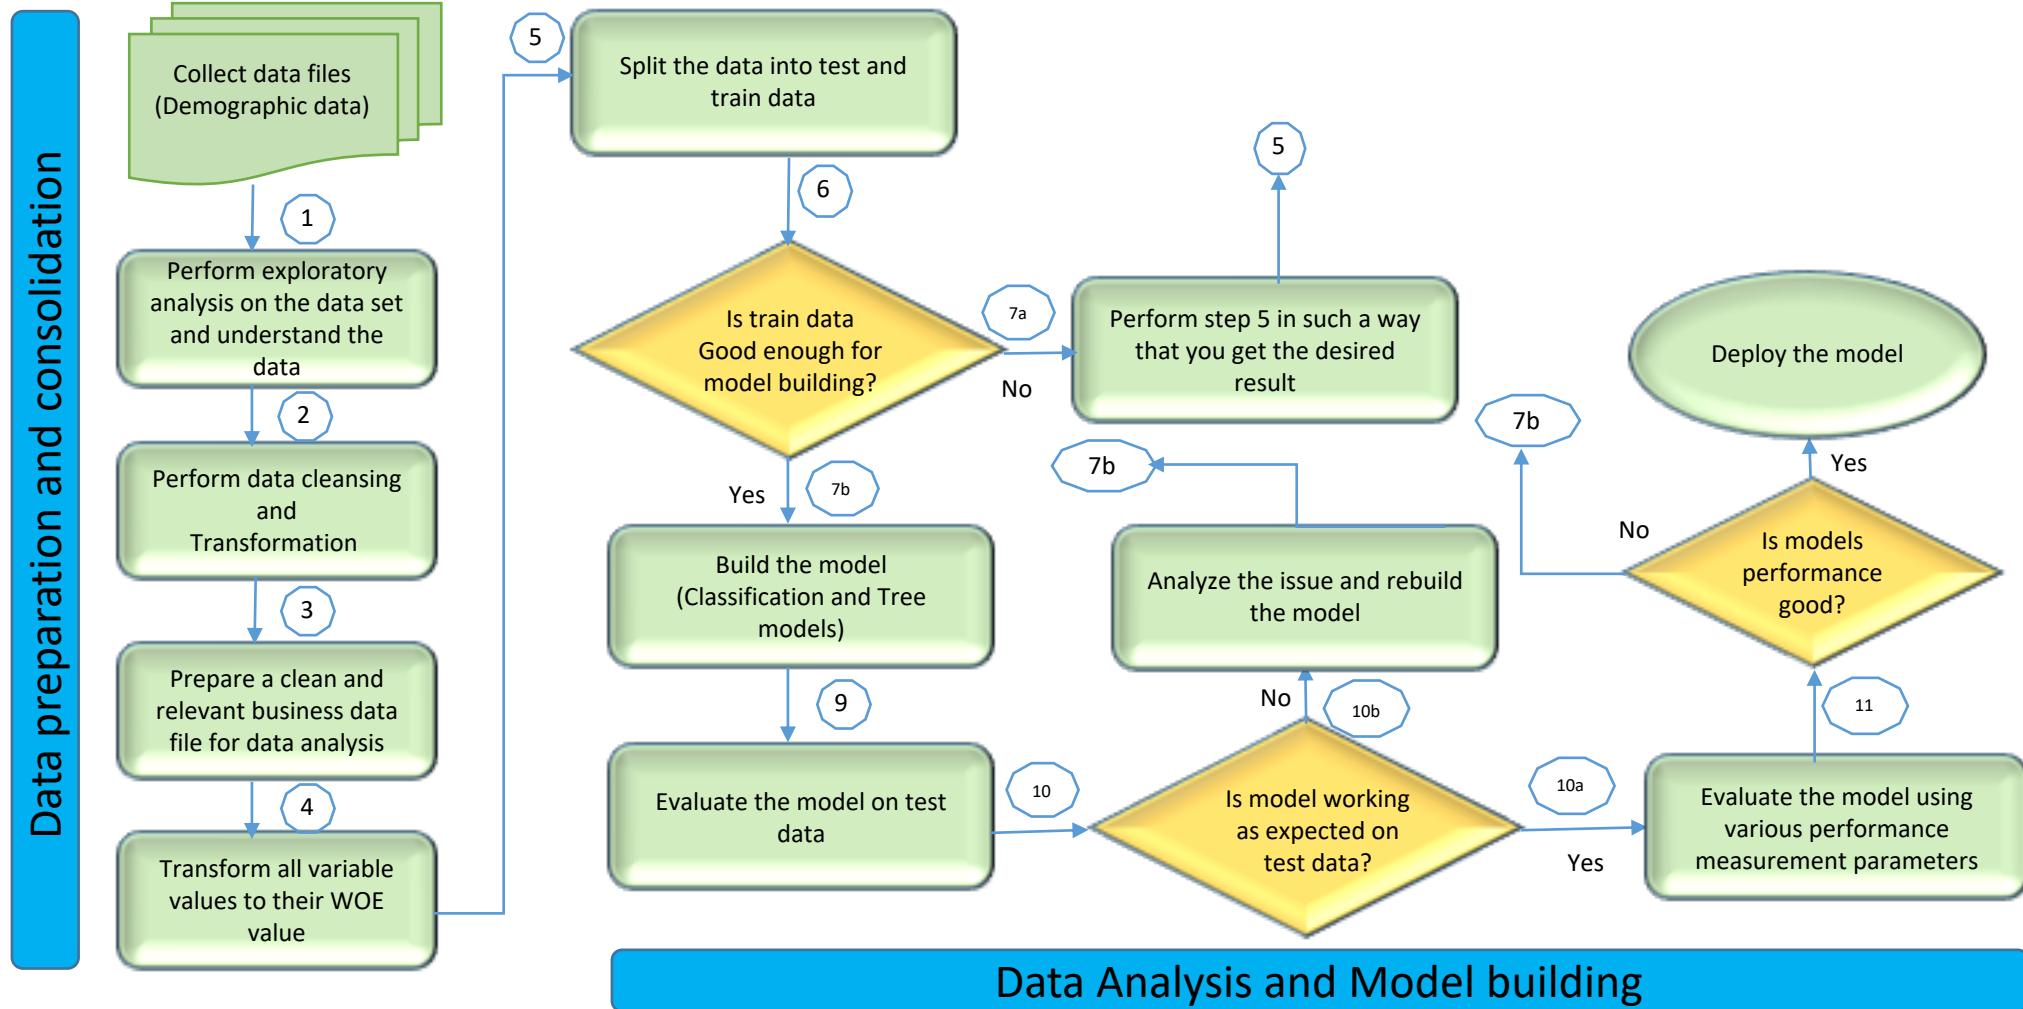 Data preparation and consolidation
Collect data files
(Demographic data)
1
Perform exploratory
analysis on the data set
and understand the
data
2
Perform data cleansing
and
Transformation
3
Prepare a clean and
relevant business data
file for data analysis
4
Transform all variable
values to their WOE
value
5
Split the data into test and
train data
6
Is train data
Good enough for
model building?
7a
No
Perform step 5 in such a way
that you get the desired
result
5
Yes
7b
Build the model
(Classification and Tree
models)
9
Evaluate the model on test
data
10
Is model working
as expected on
test data?
No
10b
Analyze the issue and rebuild
the model
7b
10a
Yes
Evaluate the model using
various performance
measurement parameters
11
Is models
performance
good?
No
7b
Yes
Deploy the model
Data Analysis and Model building